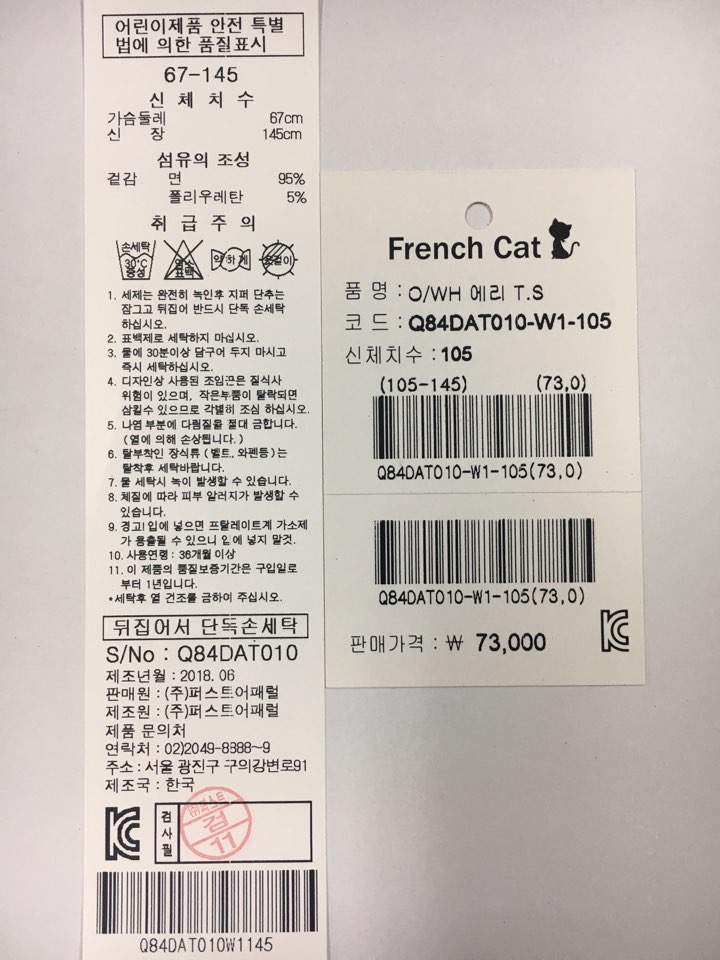 어린이제품 안전 특별
법에 의한 품질표시
67-145
신 체 치 수
가슴둘레 67cm
신 장 145cm
섬유의 조성
겉감 면 95%
폴리우레탄 5%
취 급 주 의
손세탁 30°C 중성
염소 표백
약하게
옷걸이
1. 세제는 완전히 녹인후 지퍼 단추는
잠그고 뒤집어 반드시 단독 손세탁
하십시오.
2. 표백제로 세탁하지 마십시오.
3. 물에 30분이상 담구어 두지 마시고
즉시 세탁하십시오.
4. 디자인상 사용된 조임끈은 질식사
위험이 있으며, 작은부품이 탈락되면
삼킬수 있으므로 각별히 조심 하십시오.
5. 나염 부분에 다림질을 절대 금합니다.
(열에 의해 손상됩니다.)
6. 탈부착인 장식류 (벨트, 와펜등)는
탈착후 세탁바랍니다.
7. 물 세탁시 녹이 발생할 수 있습니다.
8. 체질에 따라 피부 알러지가 발생할 수
있습니다.
9. 경고! 입에 넣으면 프탈레이트계 가소제
가 용출될 수 있으니 입에 넣지 말것.
10. 사용연령 : 36개월 이상
11. 이 제품의 품질보증기간은 구입일로
부터 1년입니다.
*세탁후 열 건조를 금하여 주십시오.
뒤집어서 단독손세탁
S/No : Q84DAT010
제조년월 : 2018. 06
판매원 : (주)퍼스트어패럴
제조원 : (주)퍼스트어패럴
제품 문의처
연락처 : 02)2049-8888~9
주소 : 서울 광진구 구의강변로91
제조국 : 한국
KC
검사필
(주)퍼스트
검
11
Q84DAT010W1145
French Cat
품 명 : O/WH 에리 T.S
코 드 : Q84DAT010-W1-105
신체치수 : 105
(105-145) (73,0)
Q84DAT010-W1-105(73,0)
Q84DAT010-W1-105(73,0)
판매가격 : ₩ 73,000
KC